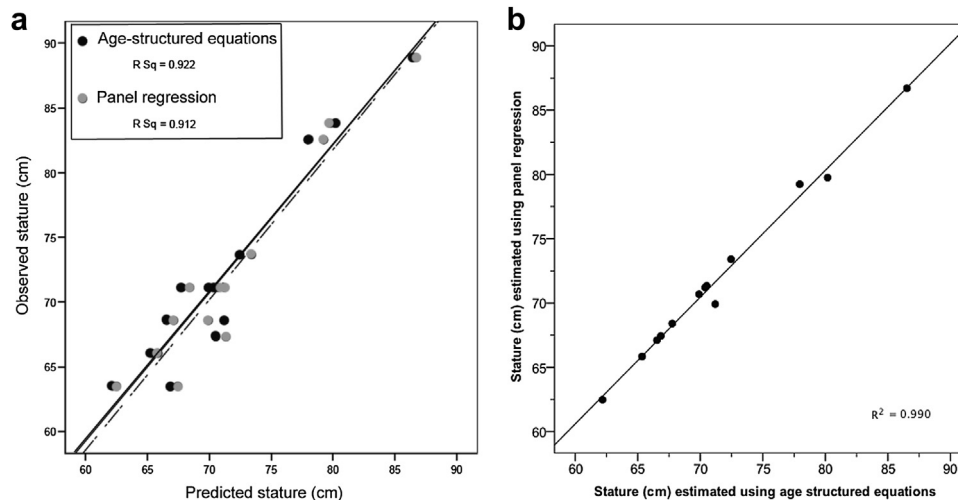 a
Age-structured equations
R Sq = 0.922
Panel regression
R Sq = 0.912
Observed stature (cm)
90
85
80
75
70
65
60
60 65 70 75 80 85 90
Predicted stature (cm)
b
Stature (cm) estimated using panel regression
90
85
80
75
70
65
60
R² = 0.990
60 65 70 75 80 85 90
Stature (cm) estimated using age structured equations